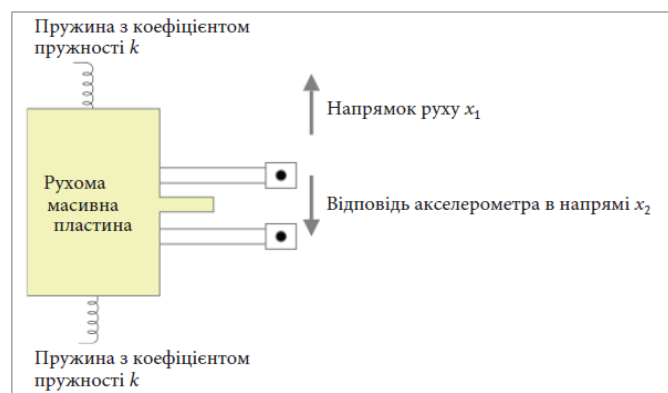 Пружина з коефіцієнтом
пружності k
Напрямок руху x₁
Рухома
масивна
пластина
Відповідь акселерометра в напрямі x₂
Пружина з коефіцієнтом
пружності k